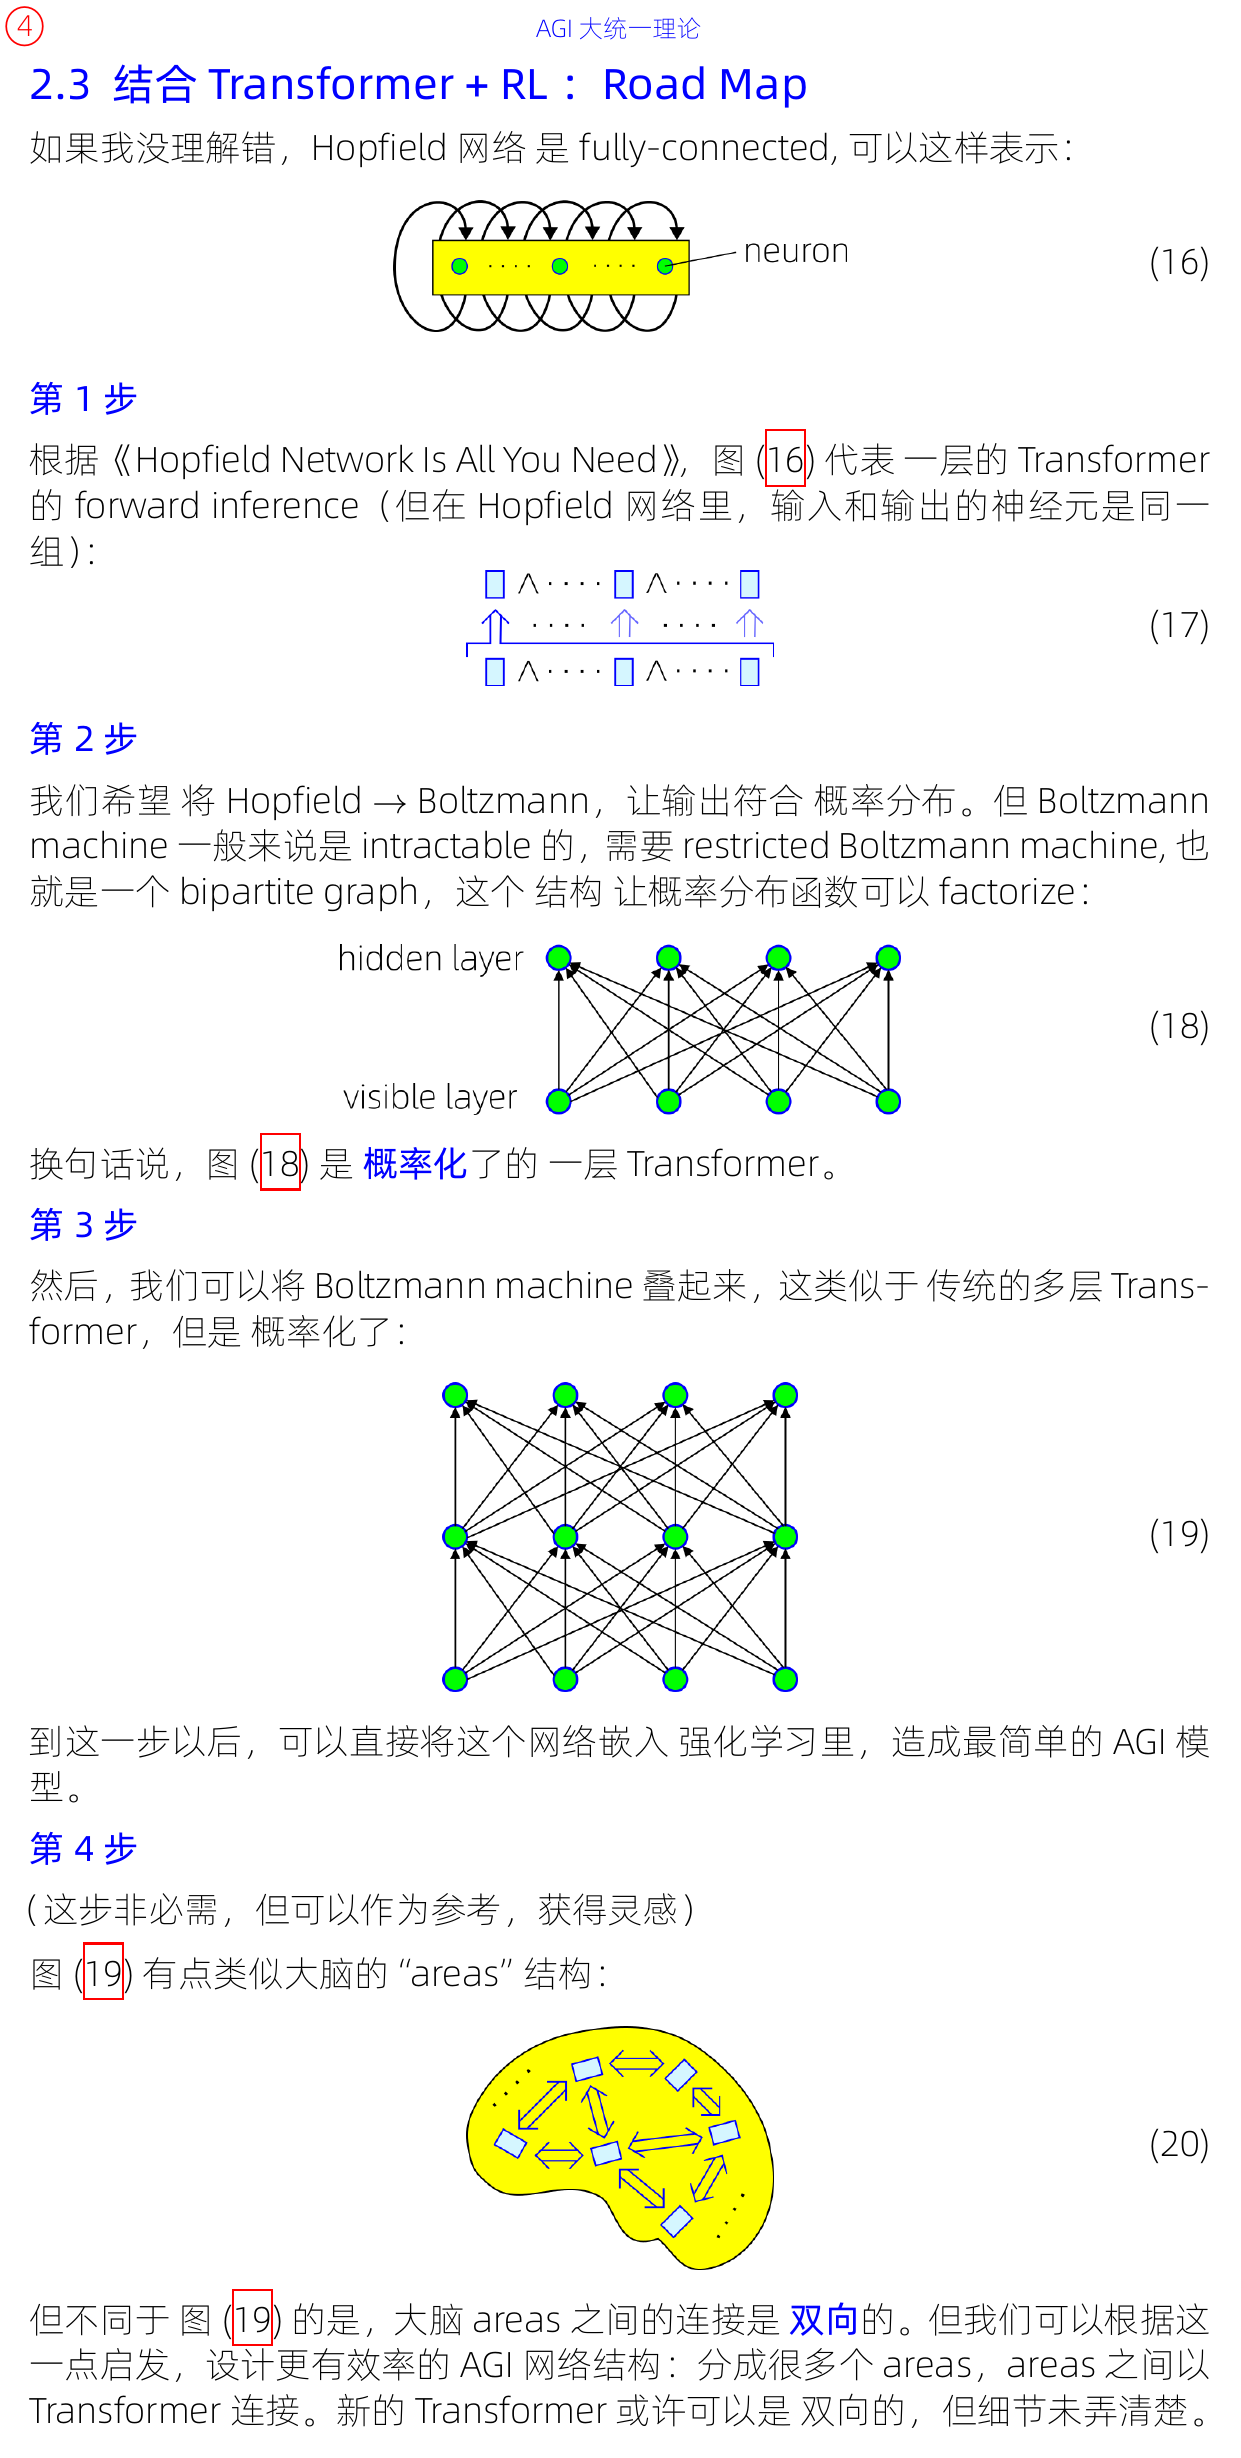 ④
AGI 大统一理论
2.3 结合 Transformer + RL ：Road Map
如果我没理解错，Hopfield 网络 是 fully-connected, 可以这样表示：
neuron
(16)
第 1 步
根据《Hopfield Network Is All You Need》，图 (16) 代表 一层的 Transformer
的 forward inference（但在 Hopfield 网络里，输入和输出的神经元是同一
组）：
∧ · · · · ∧ · · · ·
· · · · · · · ·
(17)
∧ · · · · ∧ · · · ·
第 2 步
我们希望 将 Hopfield → Boltzmann，让输出符合 概率分布。但 Boltzmann
machine 一般来说是 intractable 的，需要 restricted Boltzmann machine, 也
就是一个 bipartite graph，这个 结构 让概率分布函数可以 factorize：
hidden layer
(18)
visible layer
换句话说，图 (18) 是 概率化了的 一层 Transformer。
第 3 步
然后，我们可以将 Boltzmann machine 叠起来，这类似于 传统的多层 Trans-
former，但是 概率化了：
(19)
到这一步以后，可以直接将这个网络嵌入 强化学习里，造成最简单的 AGI 模
型。
第 4 步
（这步非必需，但可以作为参考，获得灵感）
图 (19) 有点类似大脑的 “areas” 结构：
(20)
但不同于 图 (19) 的是，大脑 areas 之间的连接是 双向的。但我们可以根据这
一点启发，设计更有效率的 AGI 网络结构：分成很多个 areas，areas 之间以
Transformer 连接。新的 Transformer 或许可以是 双向的，但细节未弄清楚。